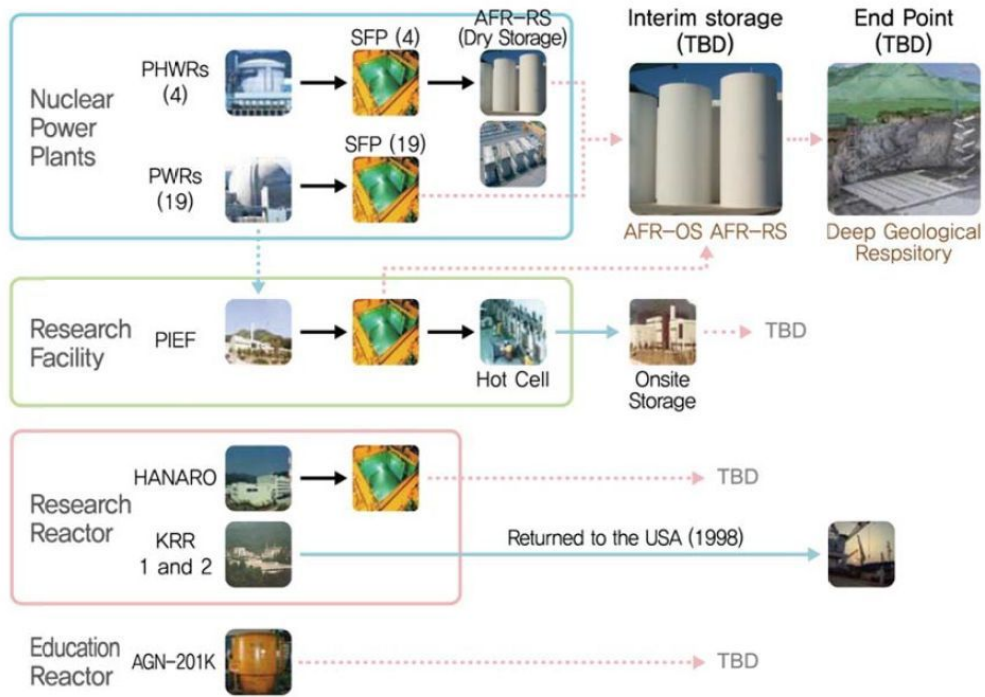 Interim storage
(TBD)
End Point
(TBD)
AFR-RS
(Dry Storage)
SFP (4)
PHWRs
(4)
Nuclear
Power
Plants
SFP (19)
PWRs
(19)
AFR-OS AFR-RS
Deep Geological
Respsitory
Research
Facility
PIEF
Hot Cell
Onsite
Storage
TBD
Research
Reactor
HANARO
TBD
KRR
1 and 2
Returned to the USA (1998)
Education
Reactor
AGN-201K
TBD